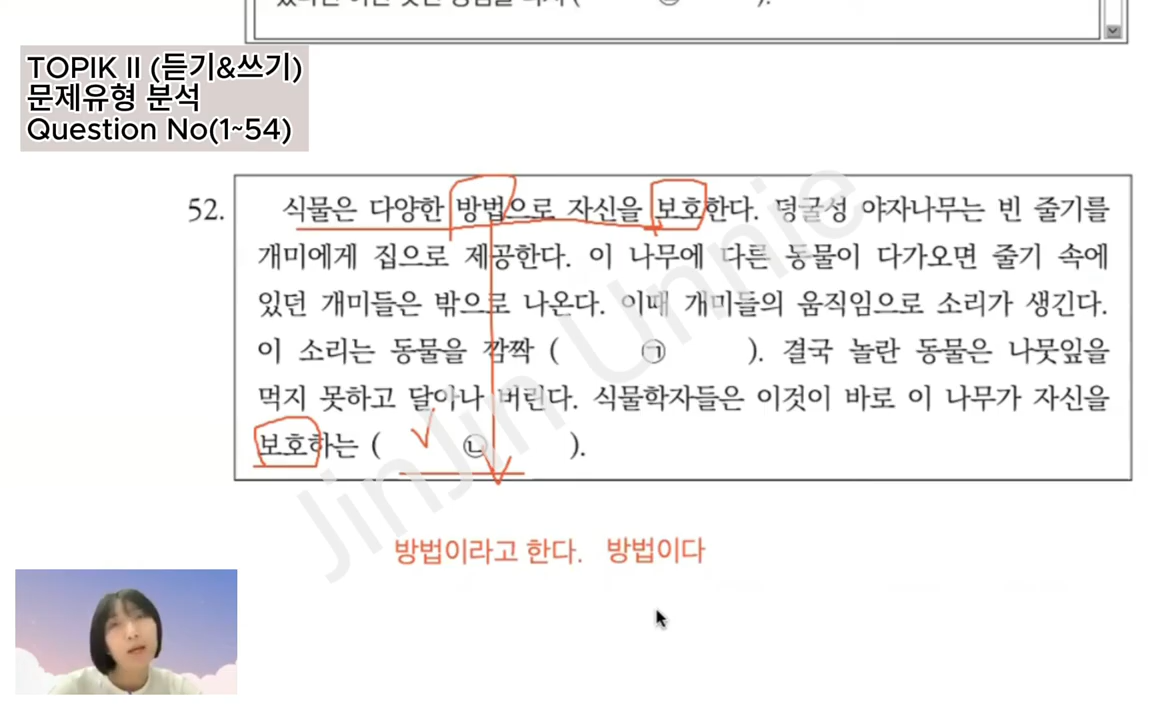 TOPIK II (듣기&쓰기)
문제유형 분석
Question No(1~54)
52. 식물은 다양한 방법으로 자신을 보호한다. 덩굴성 야자나무는 빈 줄기를
개미에게 집으로 제공한다. 이 나무에 다른 동물이 다가오면 줄기 속에
있던 개미들은 밖으로 나온다. 이때 개미들의 움직임으로 소리가 생긴다.
이 소리는 동물을 깜짝 ( ㉠ ). 결국 놀란 동물은 나뭇잎을
먹지 못하고 달아나 버린다. 식물학자들은 이것이 바로 이 나무가 자신을
보호하는 ( ㉡ ).
방법이라고 한다. 방법이다
JinJin Unnie